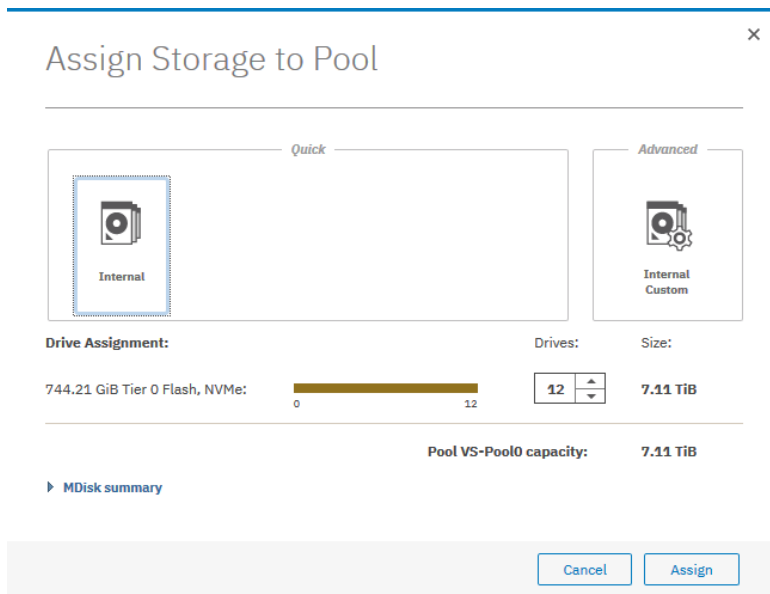 Assign Storage to Pool
Quick
Advanced
Internal
Internal
Custom
Drive Assignment: Drives: Size:
744.21 GiB Tier 0 Flash, NVMe: 12 7.11 TiB
0 12
Pool VS-Pool0 capacity: 7.11 TiB
MDisk summary
Cancel Assign